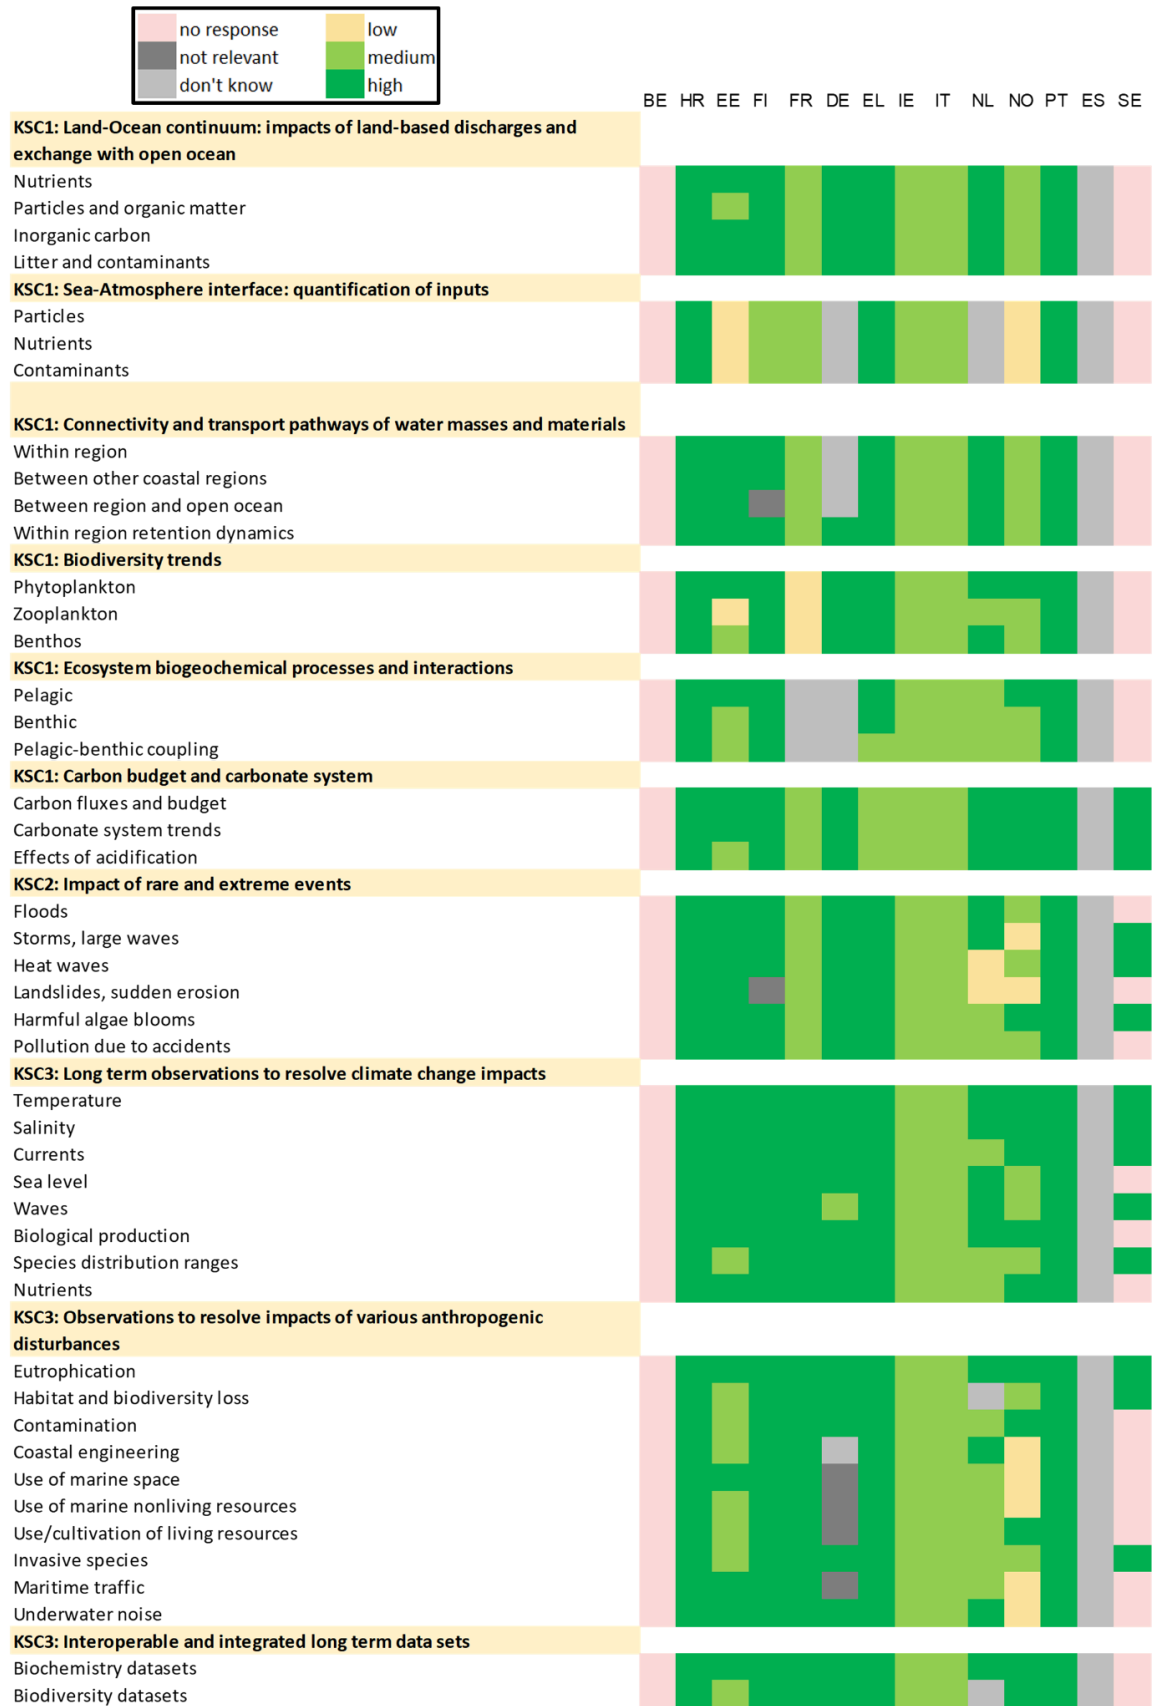 no response low
not relevant medium
don't know high
BE HR EE FI FR DE EL IE IT NL NO PT ES SE
KSC1: Land-Ocean continuum: impacts of land-based discharges and
exchange with open ocean
Nutrients
Particles and organic matter
Inorganic carbon
Litter and contaminants
KSC1: Sea-Atmosphere interface: quantification of inputs
Particles
Nutrients
Contaminants
KSC1: Connectivity and transport pathways of water masses and materials
Within region
Between other coastal regions
Between region and open ocean
Within region retention dynamics
KSC1: Biodiversity trends
Phytoplankton
Zooplankton
Benthos
KSC1: Ecosystem biogeochemical processes and interactions
Pelagic
Benthic
Pelagic-benthic coupling
KSC1: Carbon budget and carbonate system
Carbon fluxes and budget
Carbonate system trends
Effects of acidification
KSC2: Impact of rare and extreme events
Floods
Storms, large waves
Heat waves
Landslides, sudden erosion
Harmful algae blooms
Pollution due to accidents
KSC3: Long term observations to resolve climate change impacts
Temperature
Salinity
Currents
Sea level
Waves
Biological production
Species distribution ranges
Nutrients
KSC3: Observations to resolve impacts of various anthropogenic
disturbances
Eutrophication
Habitat and biodiversity loss
Contamination
Coastal engineering
Use of marine space
Use of marine nonliving resources
Use/cultivation of living resources
Invasive species
Maritime traffic
Underwater noise
KSC3: Interoperable and integrated long term data sets
Biochemistry datasets
Biodiversity datasets